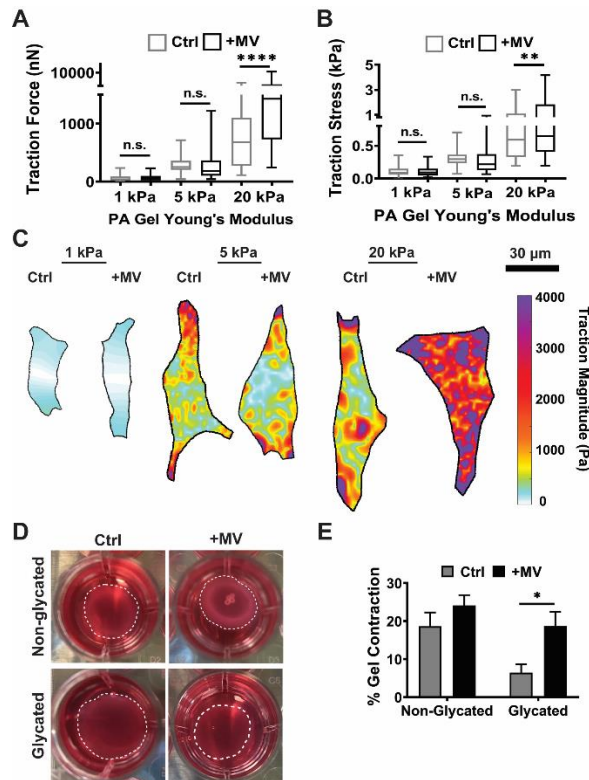 A
Ctrl +MV
Traction Force (nN)
10000
1000
0
n.s.
n.s.
****
1 kPa 5 kPa 20 kPa
PA Gel Young's Modulus
B
Ctrl +MV
Traction Stress (kPa)
5
1
0.5
0.0
n.s.
n.s.
**
1 kPa 5 kPa 20 kPa
PA Gel Young's Modulus
C
1 kPa 5 kPa 20 kPa 30 µm
Ctrl +MV Ctrl +MV Ctrl +MV
4000
3000
2000
1000
0
Traction Magnitude (Pa)
D
Ctrl +MV
Non-glycated
Glycated
E
Ctrl +MV
% Gel Contraction
30
20
10
0
*
Non-Glycated Glycated